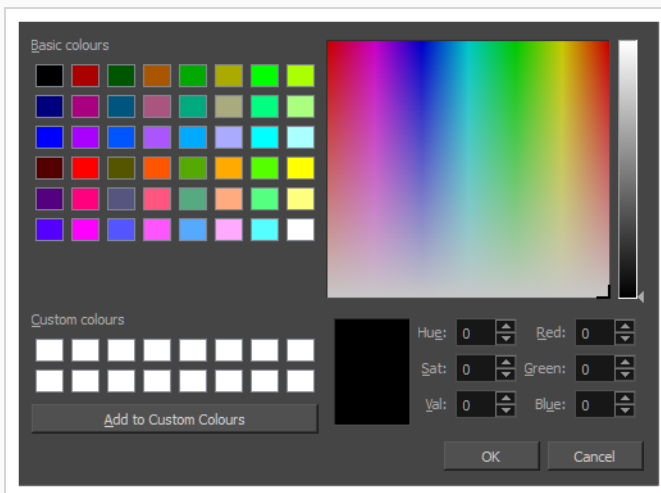 Basic colours
Custom colours
Add to Custom Colours
Hue: 0 Red: 0
Sat: 0 Green: 0
Val: 0 Blue: 0
OK Cancel